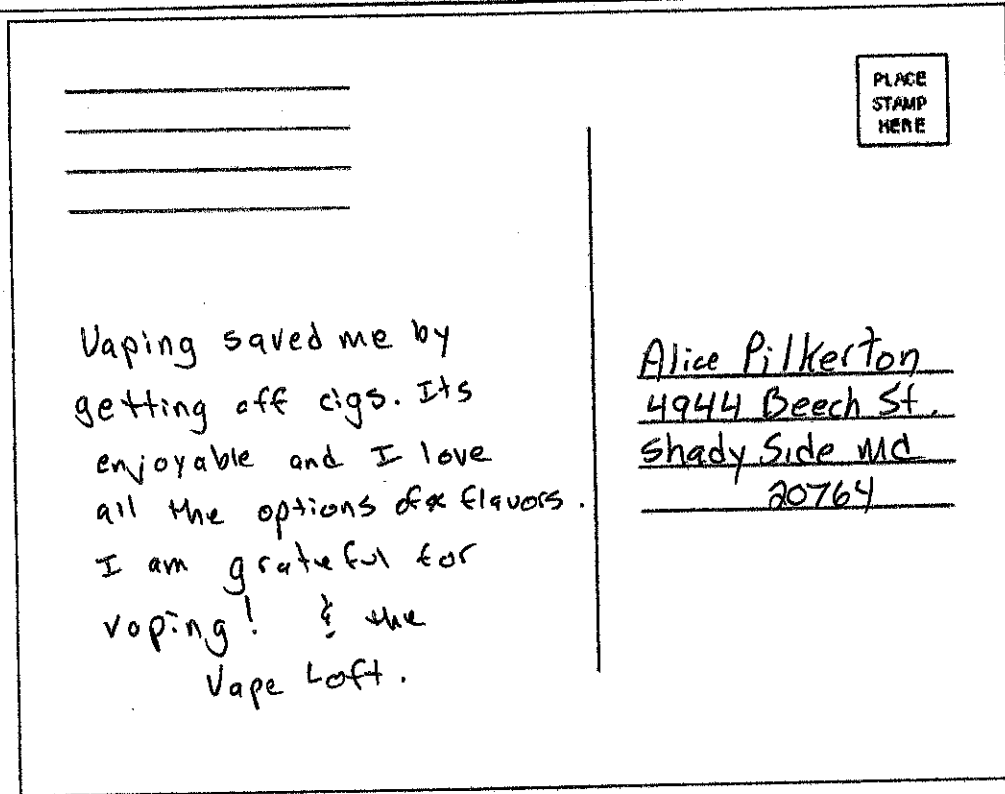 PLACE
STAMP
HERE
Vaping saved me by
getting off cigs. Its
enjoyable and I love
all the options of flavors.
I am grateful for
vaping! & the
Vape Loft.
Alice Pilkerton
4944 Beech St.
Shady Side Md
20764